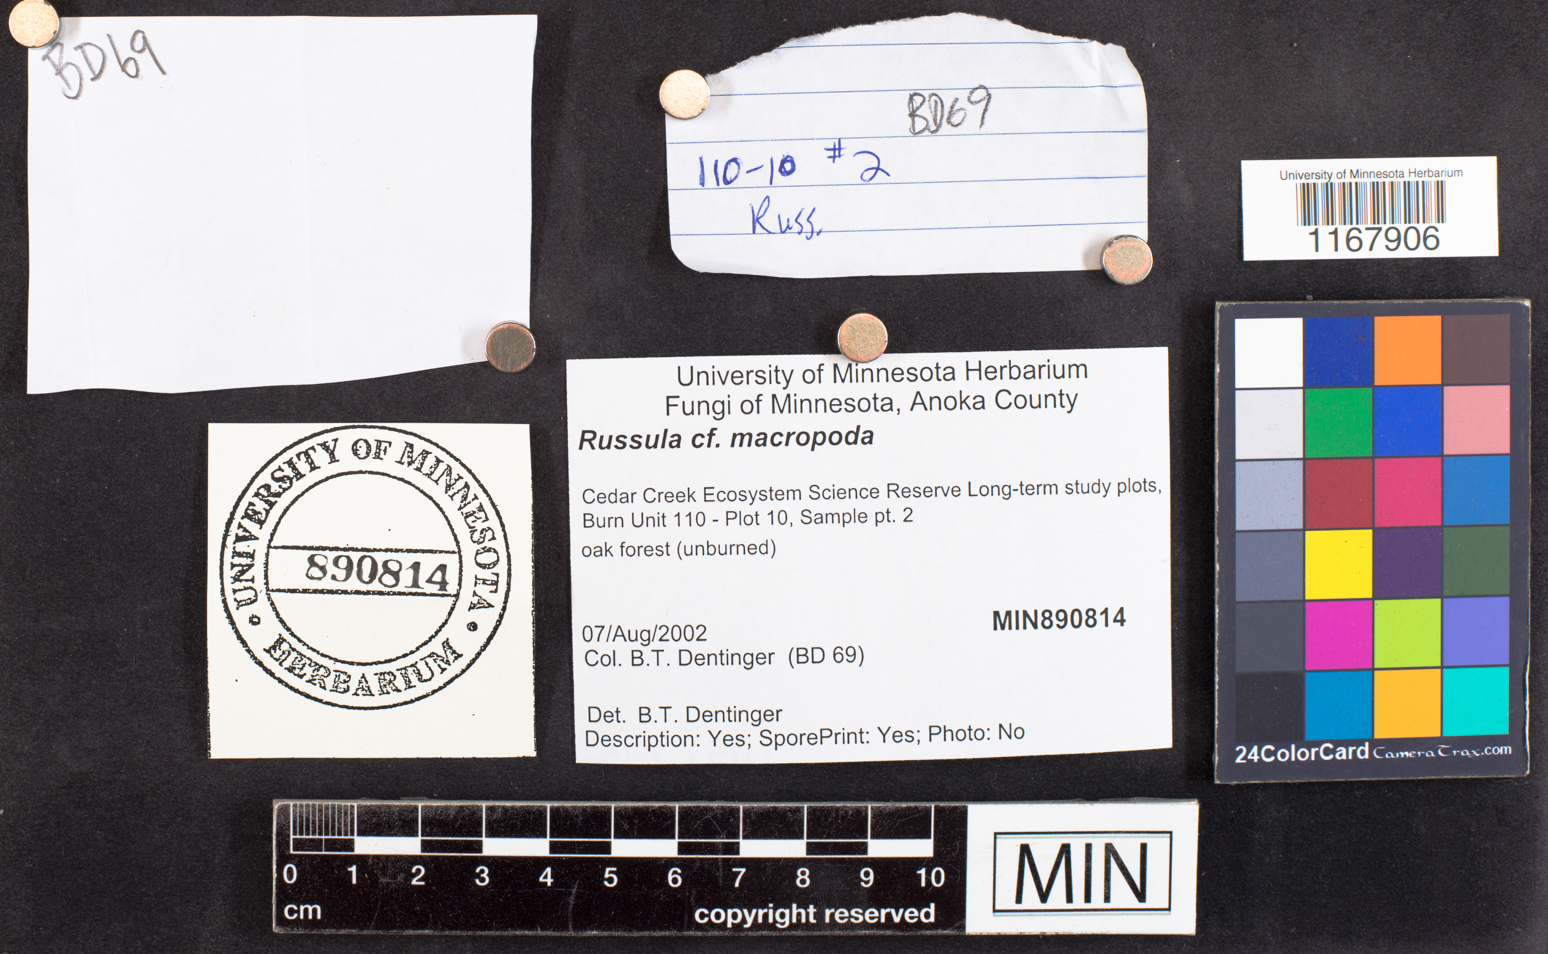 BD69
BD69
110-10 #2
Russ.
University of Minnesota Herbarium
1167906
University of Minnesota Herbarium
Fungi of Minnesota, Anoka County
Russula cf. macropoda
Cedar Creek Ecosystem Science Reserve Long-term study plots,
Burn Unit 110 - Plot 10, Sample pt. 2
oak forest (unburned)
MIN890814
07/Aug/2002
Col. B.T. Dentinger (BD 69)
Det. B.T. Dentinger
Description: Yes; SporePrint: Yes; Photo: No
UNIVERSITY OF MINNESOTA
890814
HERBARIUM
24ColorCard CameraTrax.com
0 1 2 3 4 5 6 7 8 9 10
cm
copyright reserved
MIN